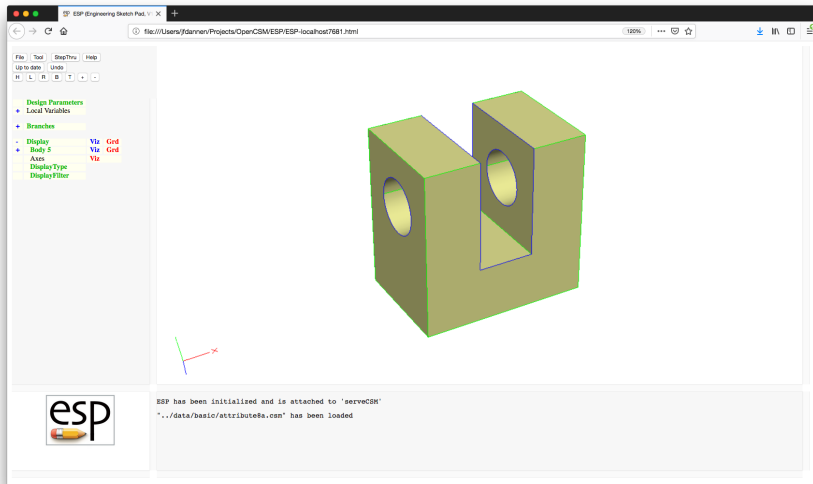 ESP (Engineering Sketch Pad, V
file:///Users/jfdannen/Projects/OpenCSM/ESP/ESP-localhost7681.html
120%
File Tool StepThru Help
Up to date Undo
H L R B T + -
Design Parameters
+ Local Variables
+ Branches
- Display Viz Grd
+ Body 5 Viz Grd
Axes Viz
DisplayType
DisplayFilter
X
esp
ESP has been initialized and is attached to 'serveCSM'
"../data/basic/attribute8a.csm" has been loaded